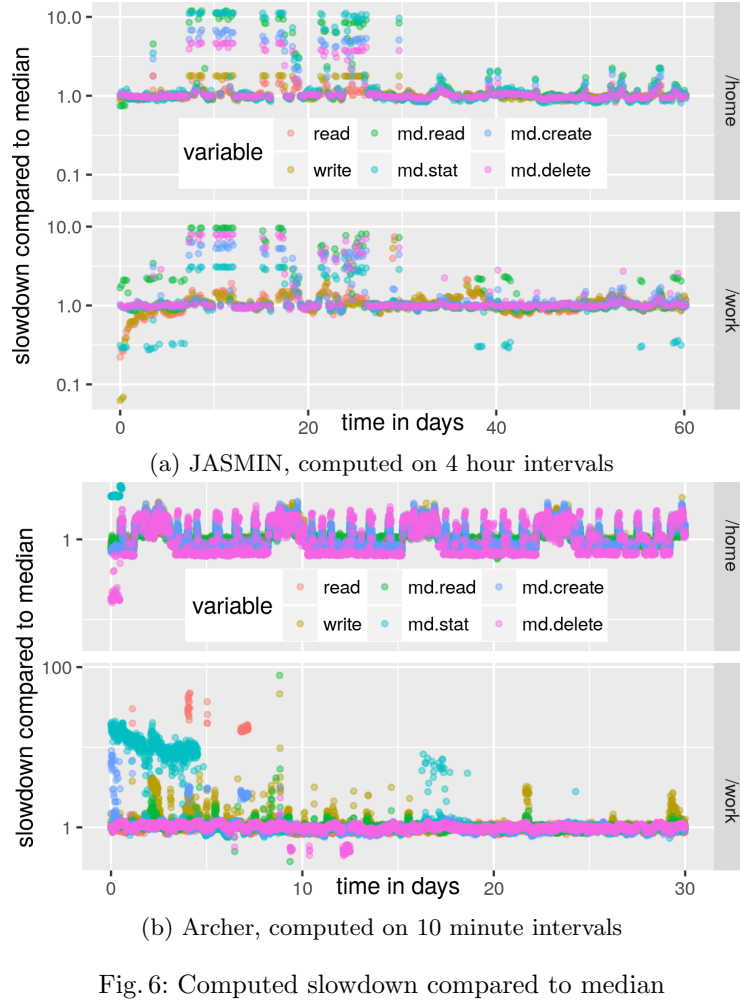 slowdown compared to median
10.0
1.0
0.1
/home
variable
read
md.read
md.create
write
md.stat
md.delete
10.0
1.0
0.1
/work
0
20
40
60
time in days
(a) JASMIN, computed on 4 hour intervals
slowdown compared to median
1
/home
variable
read
md.read
md.create
write
md.stat
md.delete
100
1
/work
0
10
20
30
time in days
(b) Archer, computed on 10 minute intervals
Fig. 6: Computed slowdown compared to median